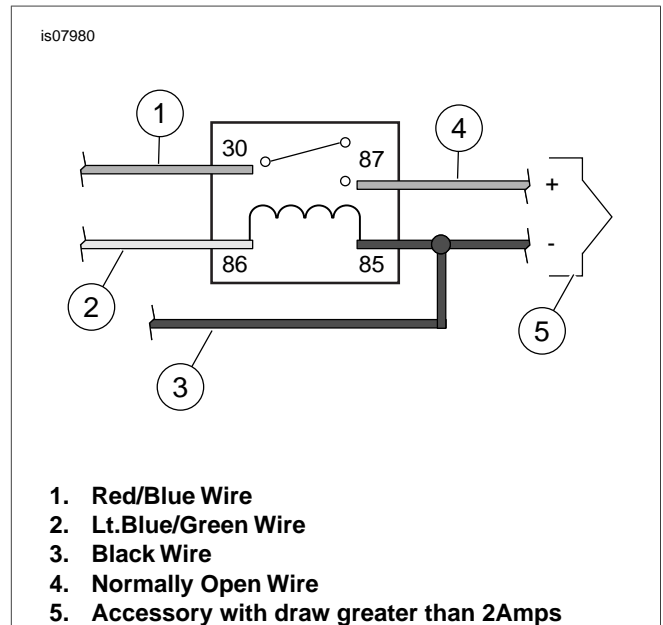 is07980
1
30
87
4
+
-
86
85
2
5
3
1. Red/Blue Wire
2. Lt.Blue/Green Wire
3. Black Wire
4. Normally Open Wire
5. Accessory with draw greater than 2Amps